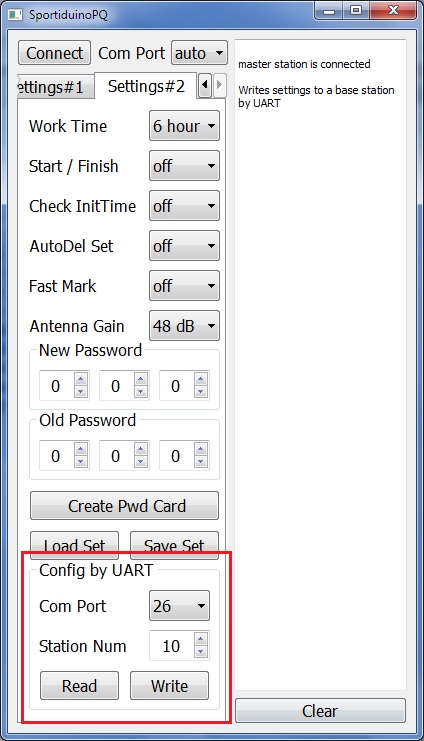 SportiduinoPQ
Connect Com Port auto
ettings#1 Settings#2
Work Time 6 hour
Start / Finish off
Check InitTime off
AutoDel Set off
Fast Mark off
Antenna Gain 48 dB
New Password
0 0 0
Old Password
0 0 0
Create Pwd Card
Load Set Save Set
Config by UART
Com Port 26
Station Num 10
Read Write
master station is connected
Writes settings to a base station
by UART
Clear